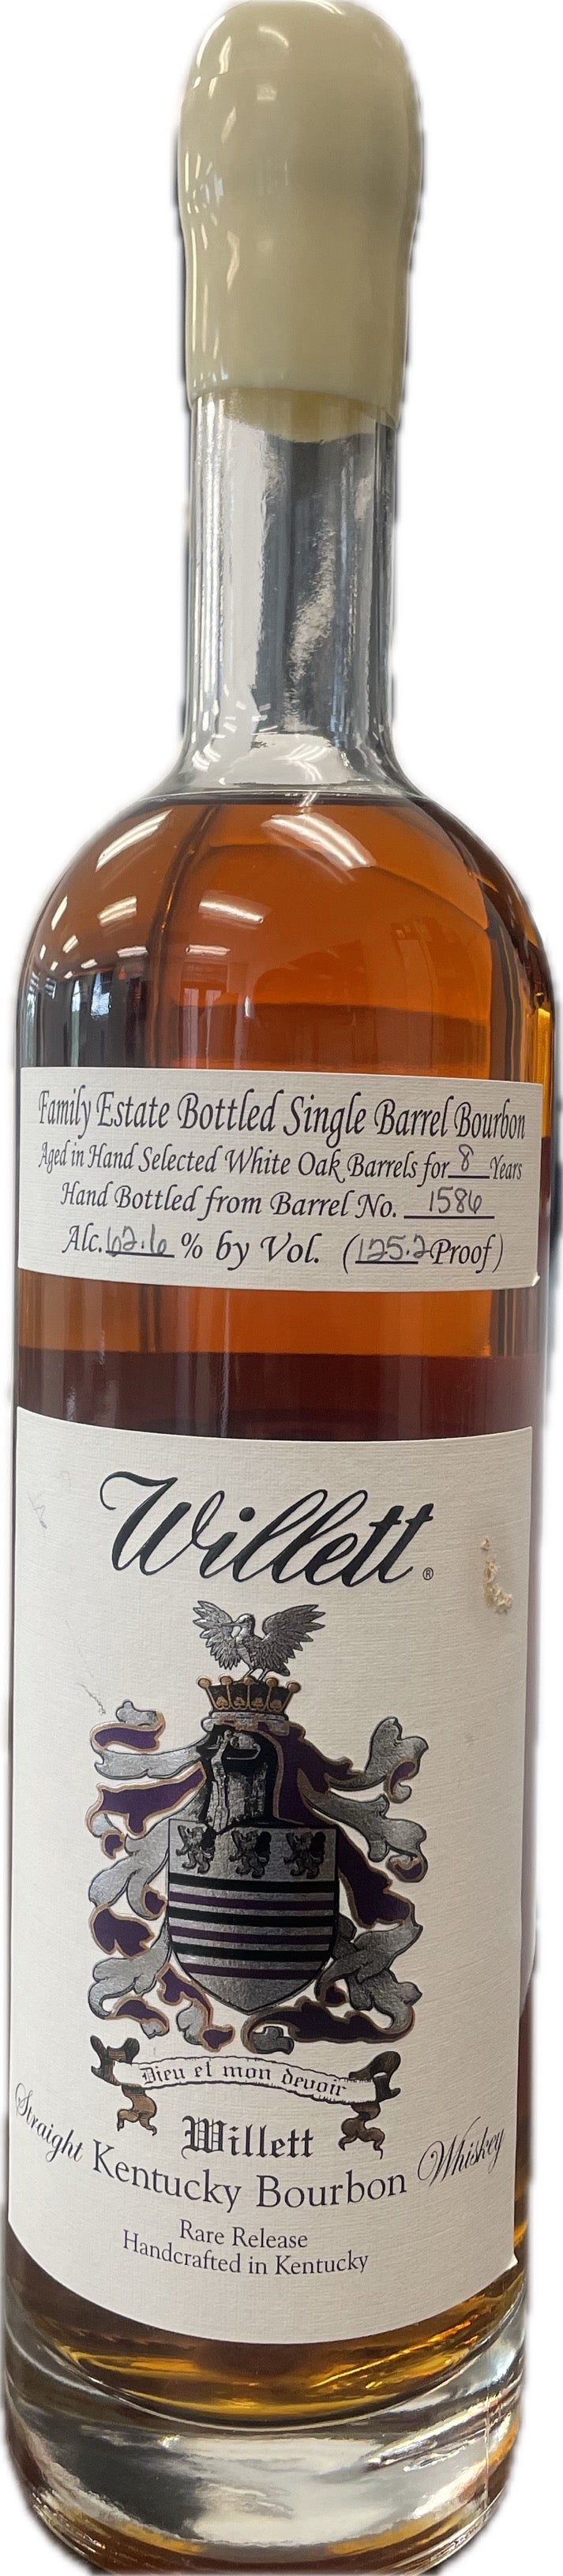 Family Estate Bottled Single Barrel Bourbon
Aged in Hand Selected White Oak Barrels for 8 Years
Hand Bottled from Barrel No. 1586
Alc. 62.6 % by Vol. (125.2 Proof)
Willett®
Dieu et mon devoir
Willett
Straight Kentucky Bourbon Whiskey
Rare Release
Handcrafted in Kentucky